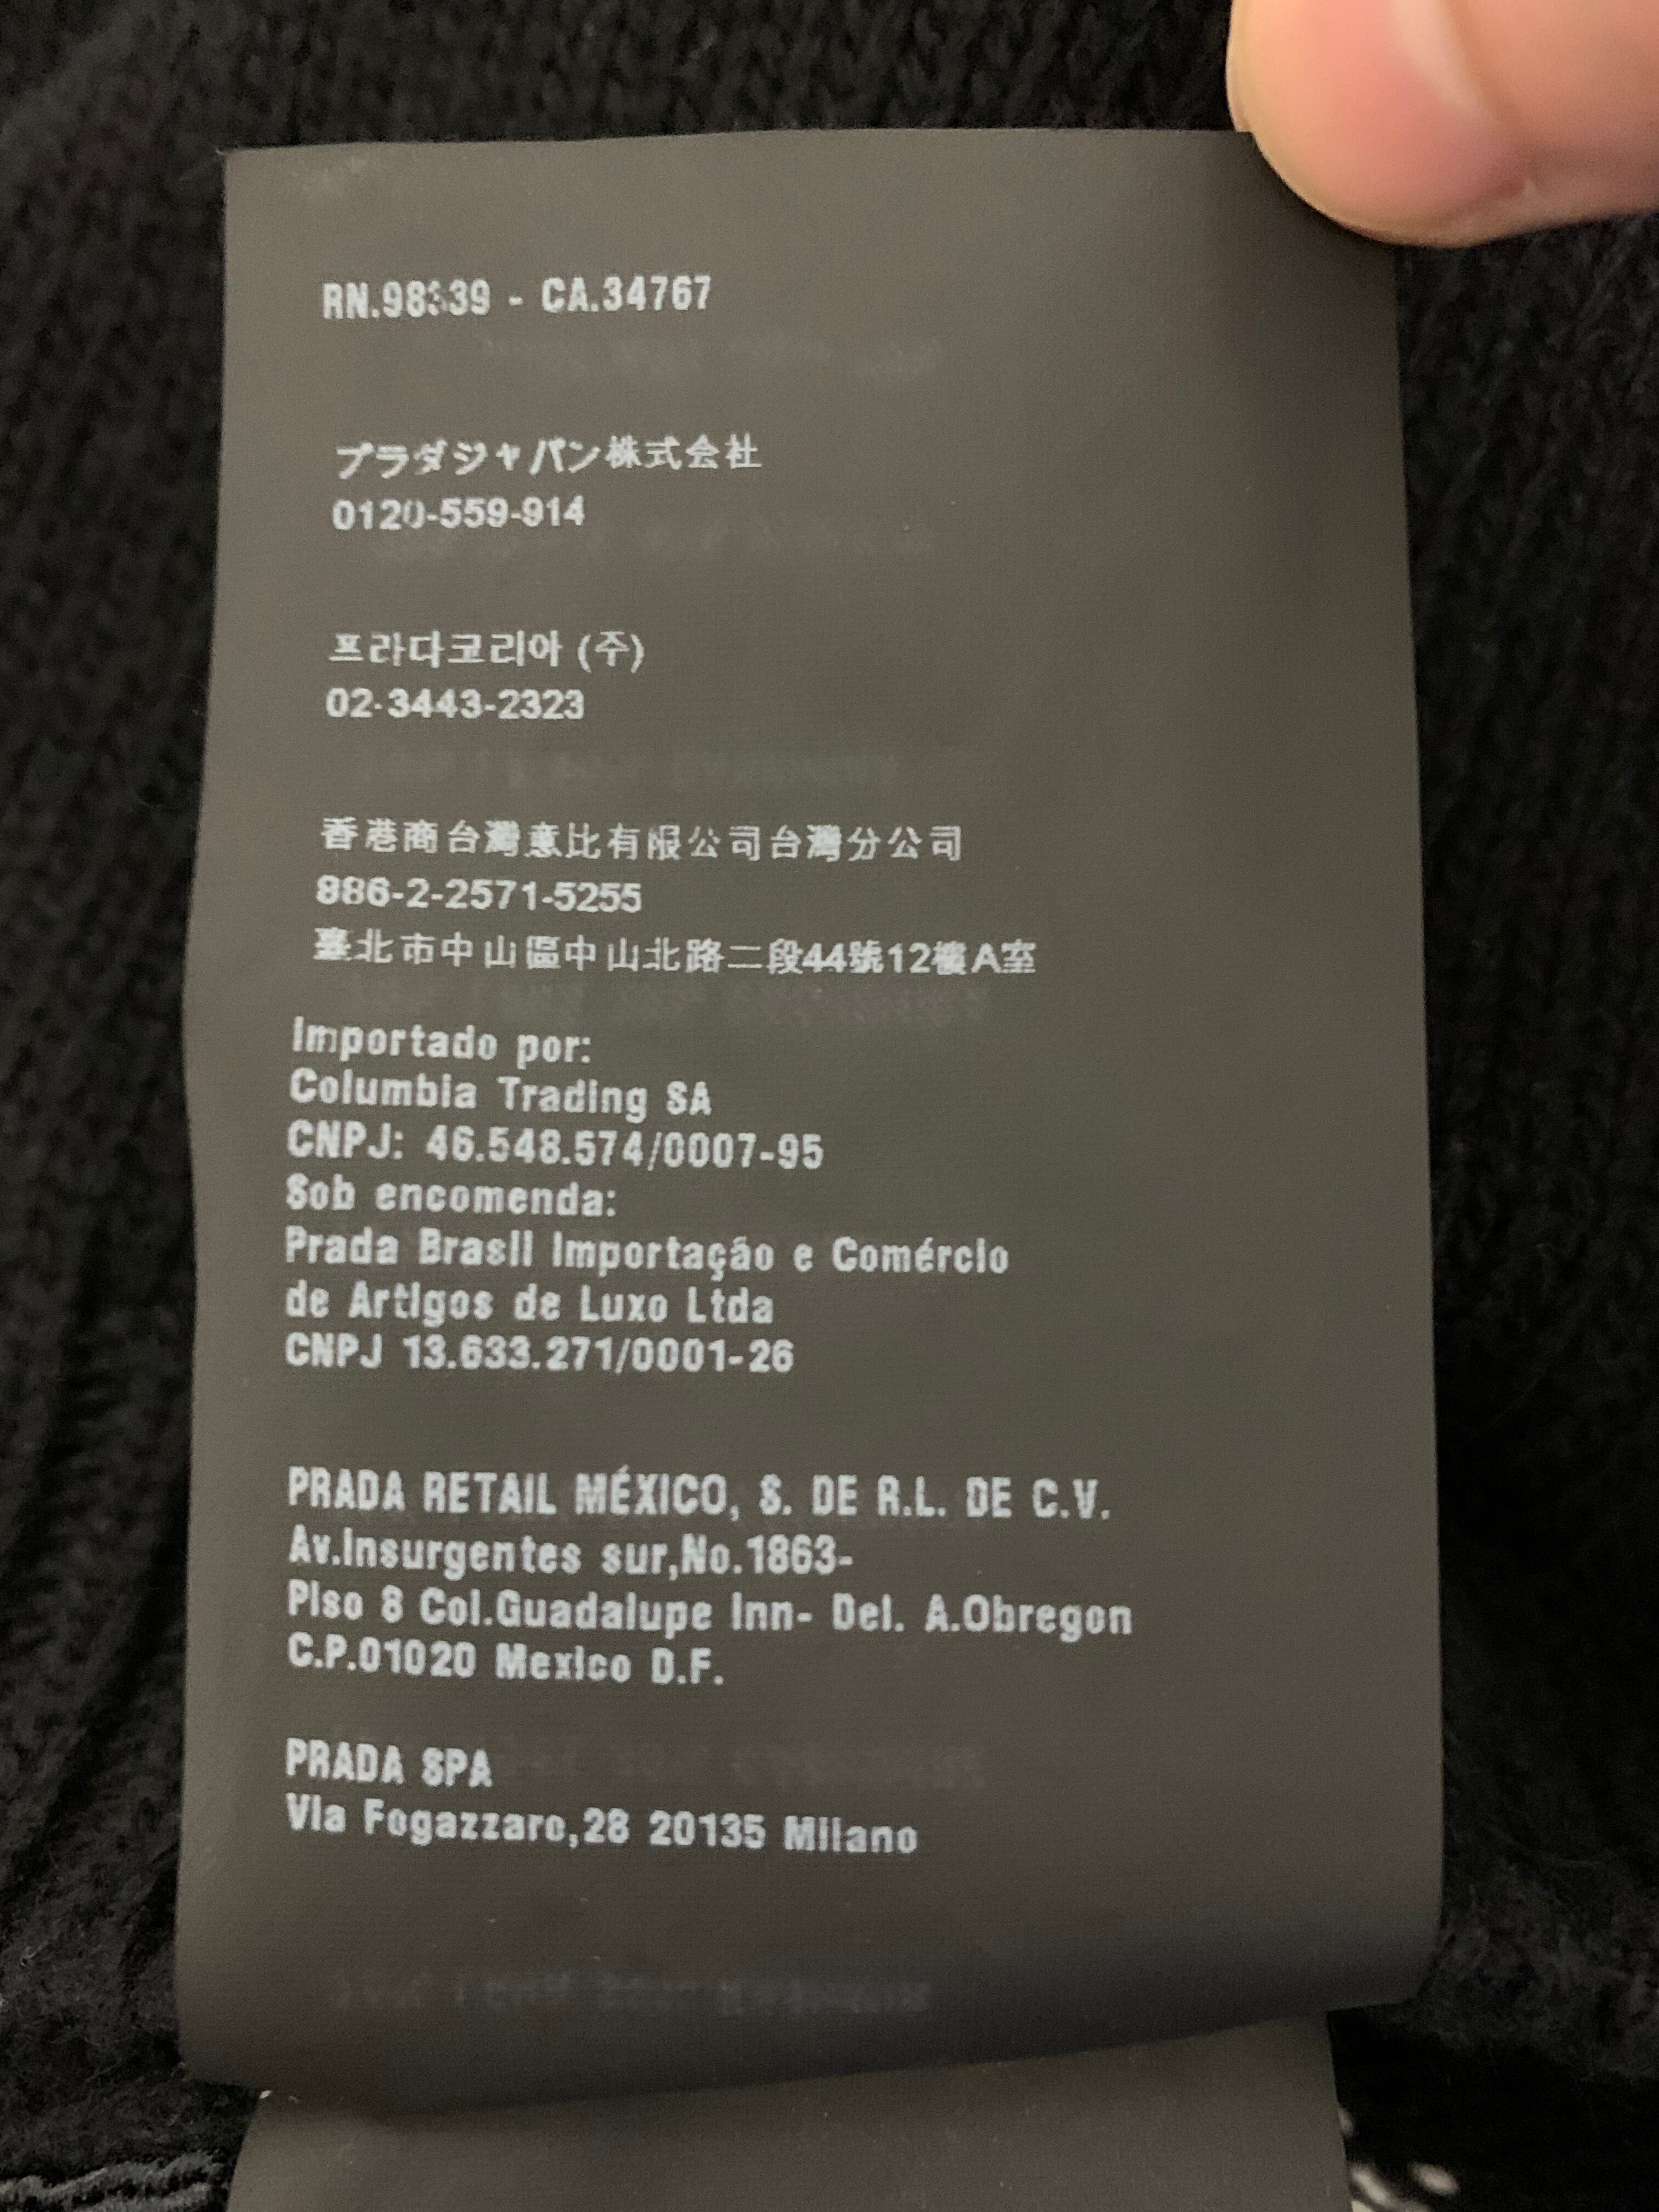 RN.98339 - CA.34767
プラダジャパン株式会社
0120-559-914
프라다코리아 (주)
02-3443-2323
香港商台灣意比有限公司台灣分公司
886-2-2571-5255
臺北市中山區中山北路二段44號12樓A室
Importado por:
Columbia Trading SA
CNPJ: 46.548.574/0007-95
Sob encomenda:
Prada Brasil Importação e Comércio
de Artigos de Luxo Ltda
CNPJ 13.633.271/0001-26
PRADA RETAIL MÉXICO, S. DE R.L. DE C.V.
Av.Insurgentes sur,No.1863-
Piso 8 Col.Guadalupe Inn- Del. A.Obregon
C.P.01020 Mexico D.F.
PRADA SPA
Via Fogazzaro,28 20135 Milano